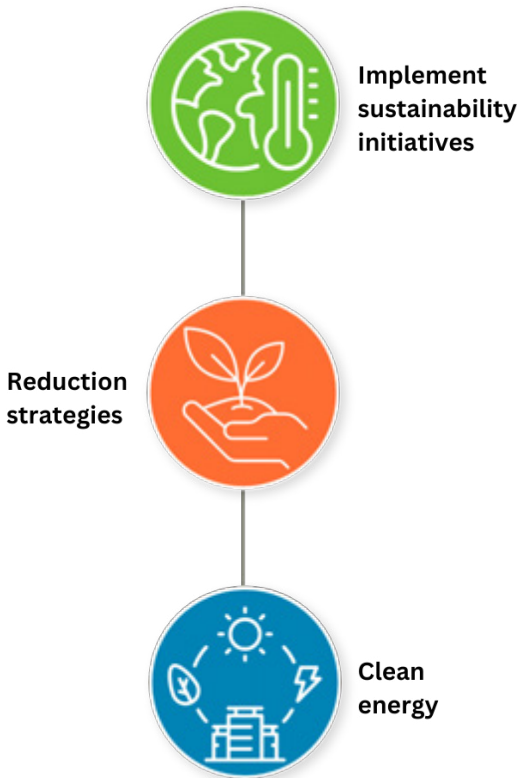 Implement
sustainability
initiatives
Reduction
strategies
Clean
energy